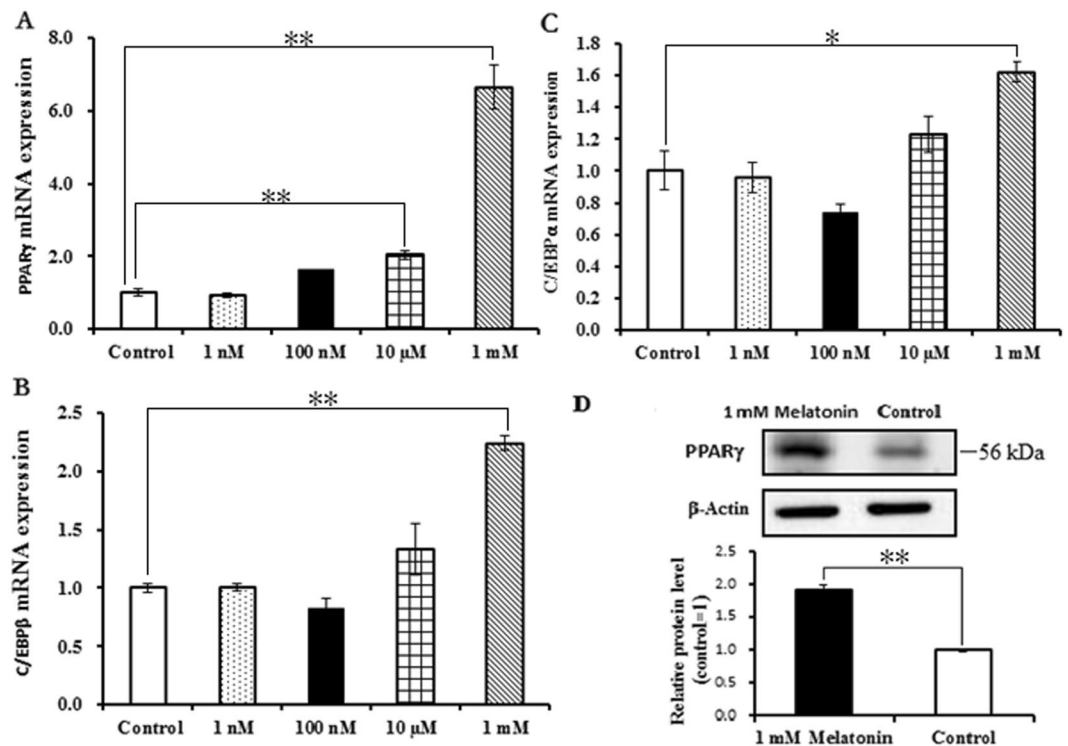 A
PPARγ mRNA expression
8.0
6.0
4.0
2.0
0.0
**
**
Control 1 nM 100 nM 10 µM 1 mM
B
C/EBPβ mRNA expression
2.5
2.0
1.5
1.0
0.5
0.0
**
Control 1 nM 100 nM 10 µM 1 mM
C
C/EBPα mRNA expression
1.8
1.6
1.4
1.2
1.0
0.8
0.6
0.4
0.2
0.0
*
Control 1 nM 100 nM 10 µM 1 mM
D
1 mM Melatonin Control
PPARγ 56 kDa
β-Actin
Relative protein level
(control=1)
2.5
2.0
1.5
1.0
0.5
0.0
**
1 mM Melatonin Control